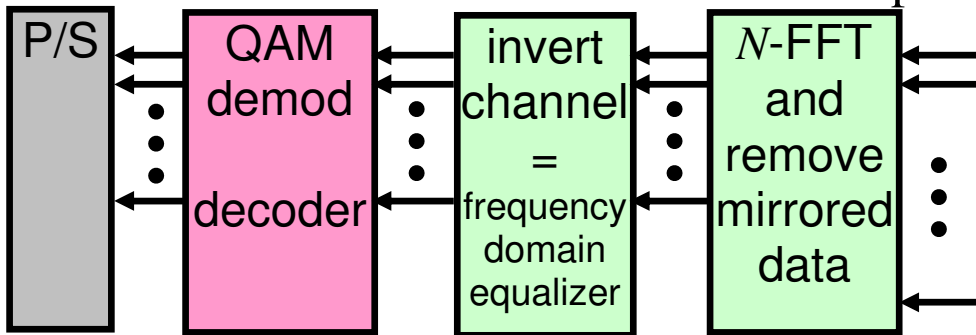 P/S
QAM
demod
decoder
invert
channel
=
frequency
domain
equalizer
N-FFT
and
remove
mirrored
data